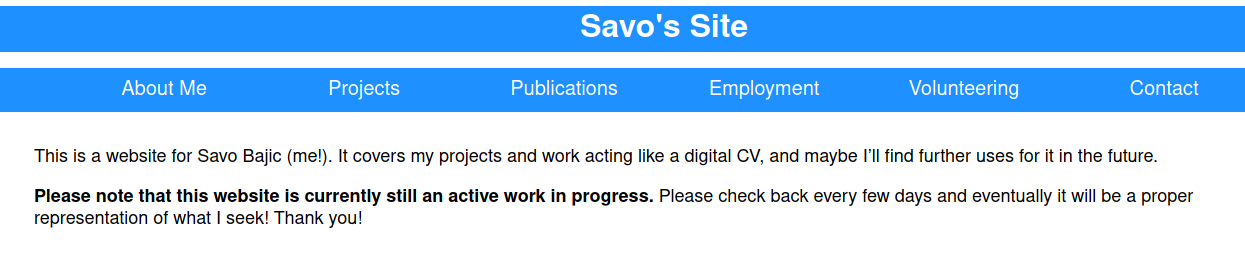 Savo's Site
About Me Projects Publications Employment Volunteering Contact
This is a website for Savo Bajic (me!). It covers my projects and work acting like a digital CV, and maybe I’ll find further uses for it in the future.
Please note that this website is currently still an active work in progress. Please check back every few days and eventually it will be a proper
representation of what I seek! Thank you!